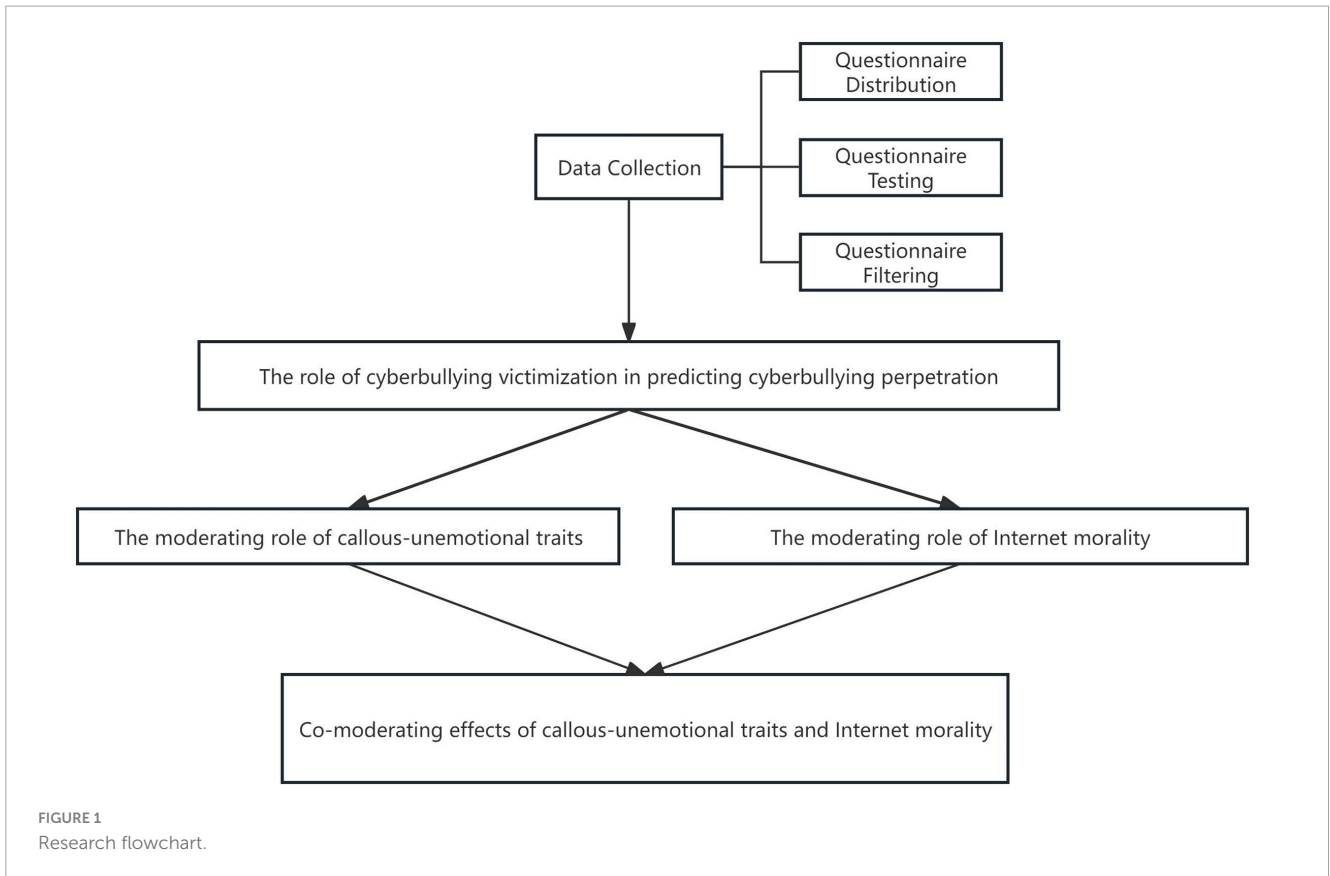 Questionnaire
Distribution
Data Collection
Questionnaire
Testing
Questionnaire
Filtering
The role of cyberbullying victimization in predicting cyberbullying perpetration
The moderating role of callous-unemotional traits
The moderating role of Internet morality
Co-moderating effects of callous-unemotional traits and Internet morality
FIGURE 1
Research flowchart.